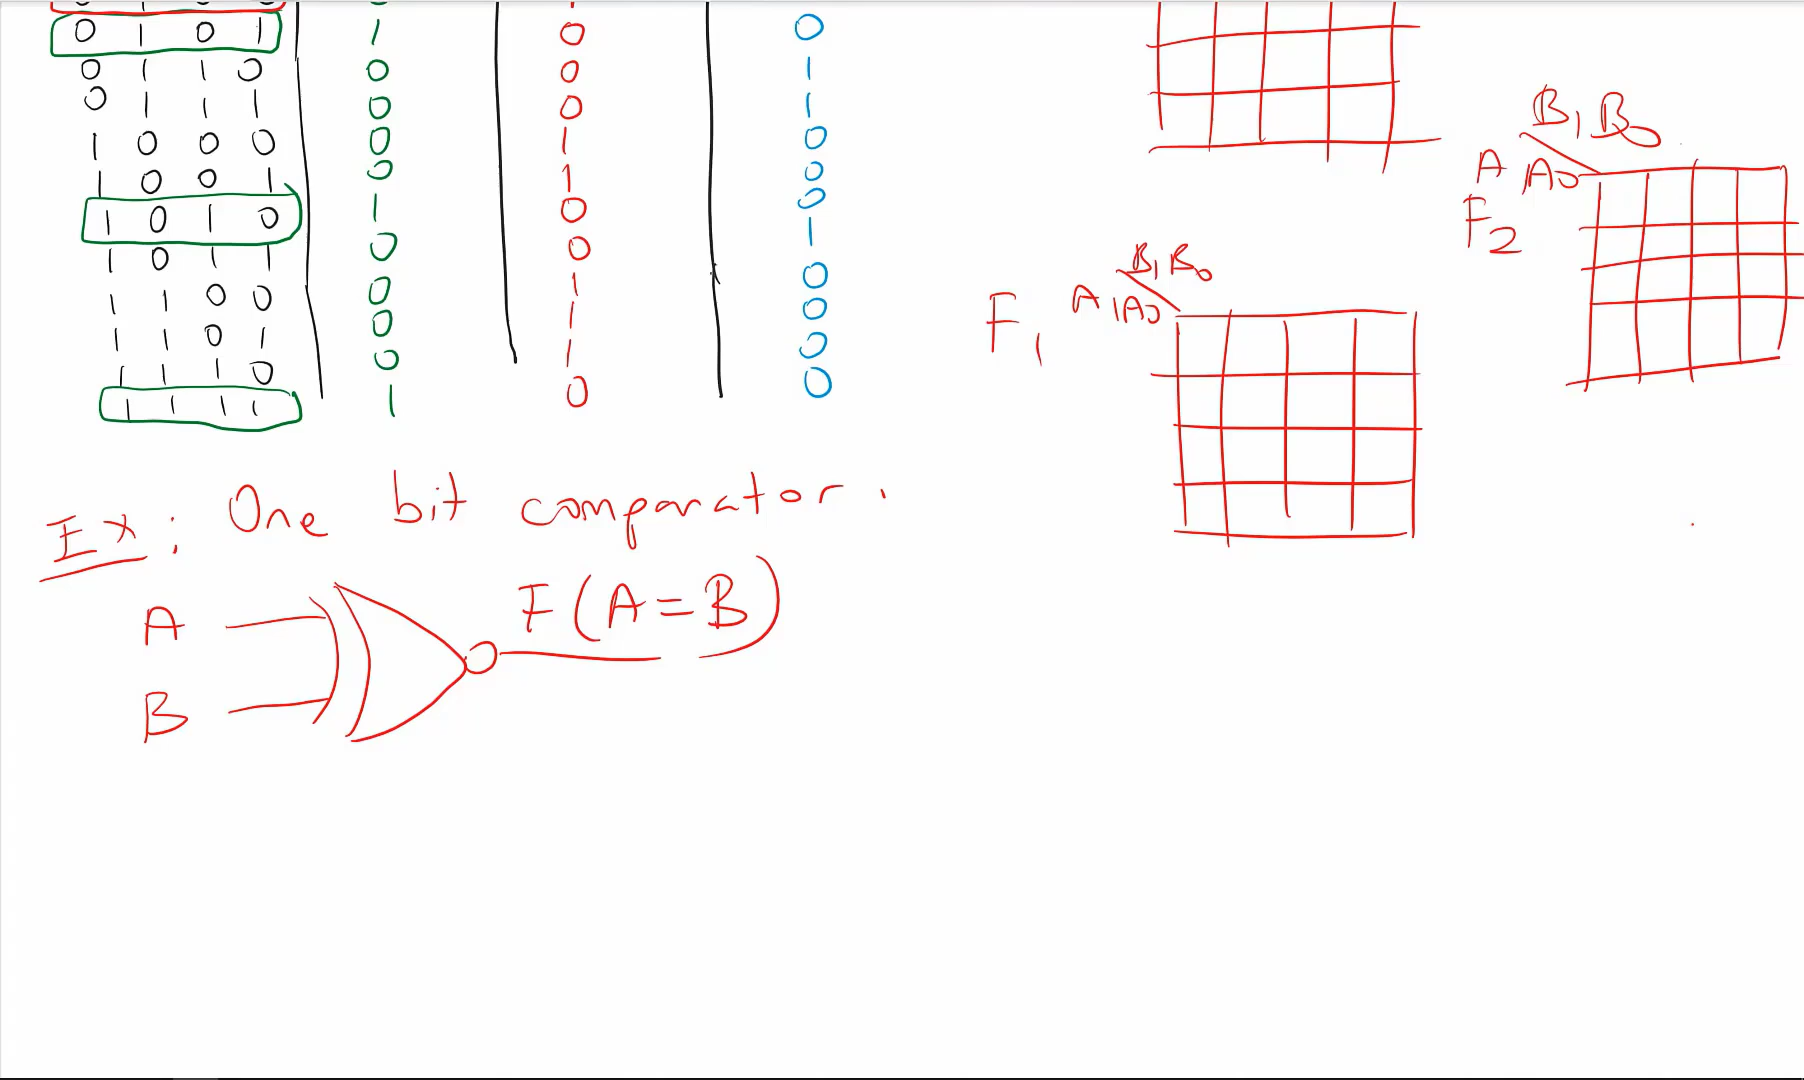 0 1 0 1 1 0 0
0 1 1 0 0 0 1
0 1 1 1 0 0 1
1 0 0 0 0 1 0
1 0 0 1 0 1 0
1 0 1 0 1 0 0
1 0 1 1 0 0 1
1 1 0 0 0 1 0
1 1 0 1 0 1 0
1 1 1 0 0 1 0
1 1 1 1 1 0 0
B1 B0
A1A0
F2
B1 B0
F1 A1A0
Ex: One bit comparator.
A
B
F(A=B)